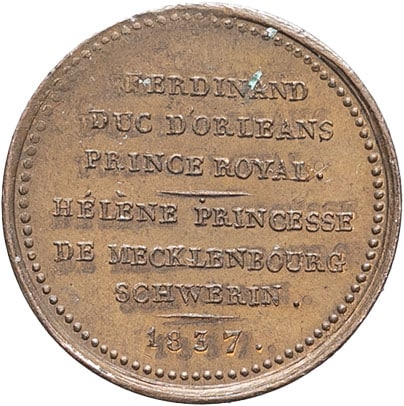 FERDINAND
DUC D'ORLEANS
PRINCE ROYAL.
HÉLÈNE PRINCESSE
DE MECKLENBOURG
SCHWERIN.
1837.